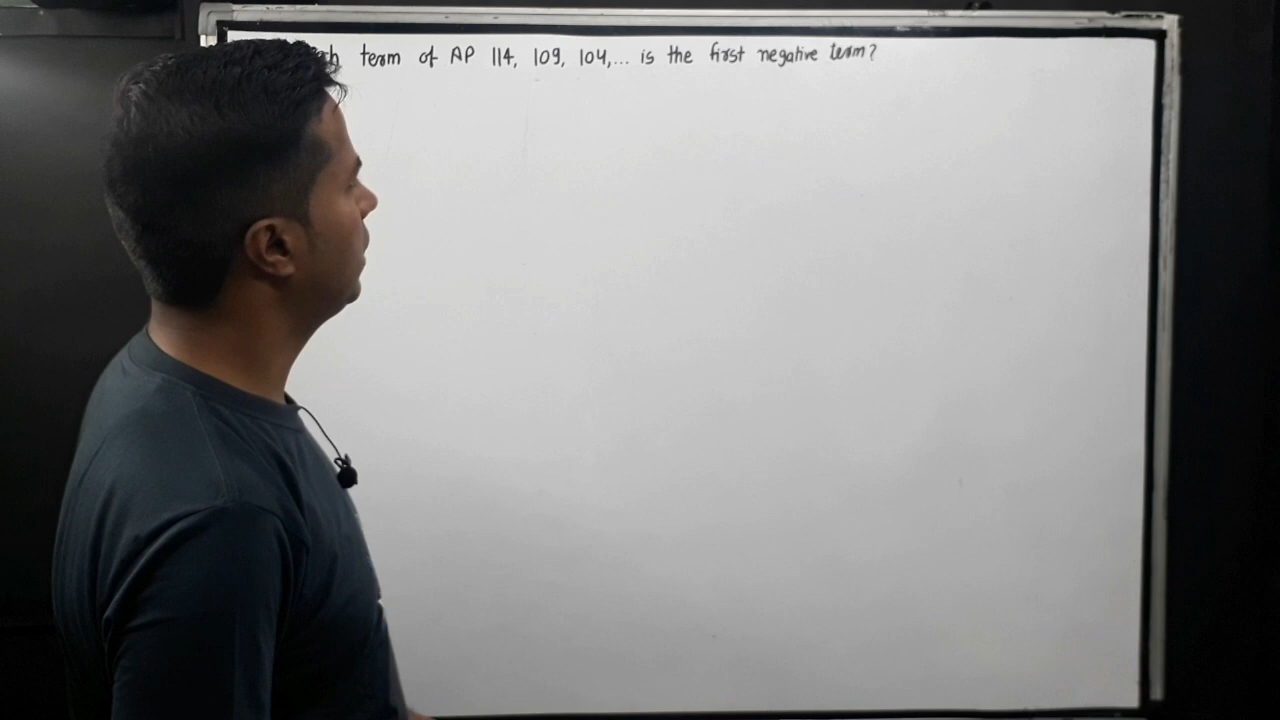 term of AP 114, 109, 104,... is the first negative term?